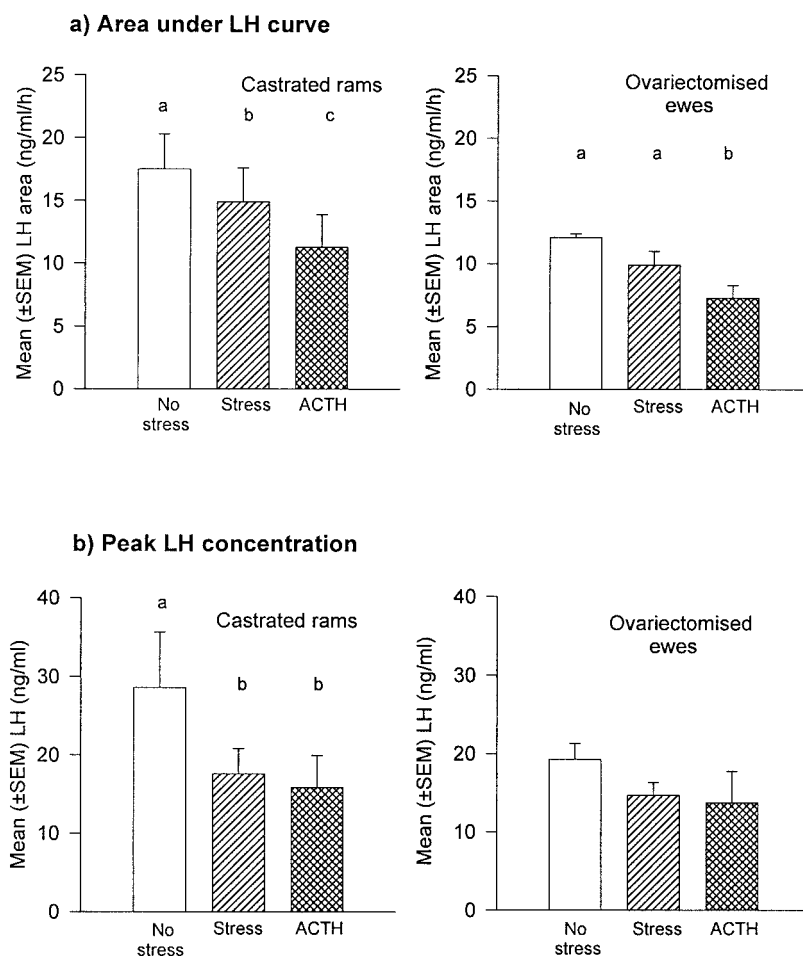 a) Area under LH curve
Castrated rams
a
b
c
Mean (±SEM) LH area (ng/ml/h)
25
20
15
10
5
0
No
stress
Stress
ACTH
Ovariectomised
ewes
a
a
b
Mean (±SEM) LH area (ng/ml/h)
25
20
15
10
5
0
No
stress
Stress
ACTH
b) Peak LH concentration
Castrated rams
a
b
b
Mean (±SEM) LH (ng/ml)
40
30
20
10
0
No
stress
Stress
ACTH
Ovariectomised
ewes
Mean (±SEM) LH (ng/ml)
40
30
20
10
0
No
stress
Stress
ACTH